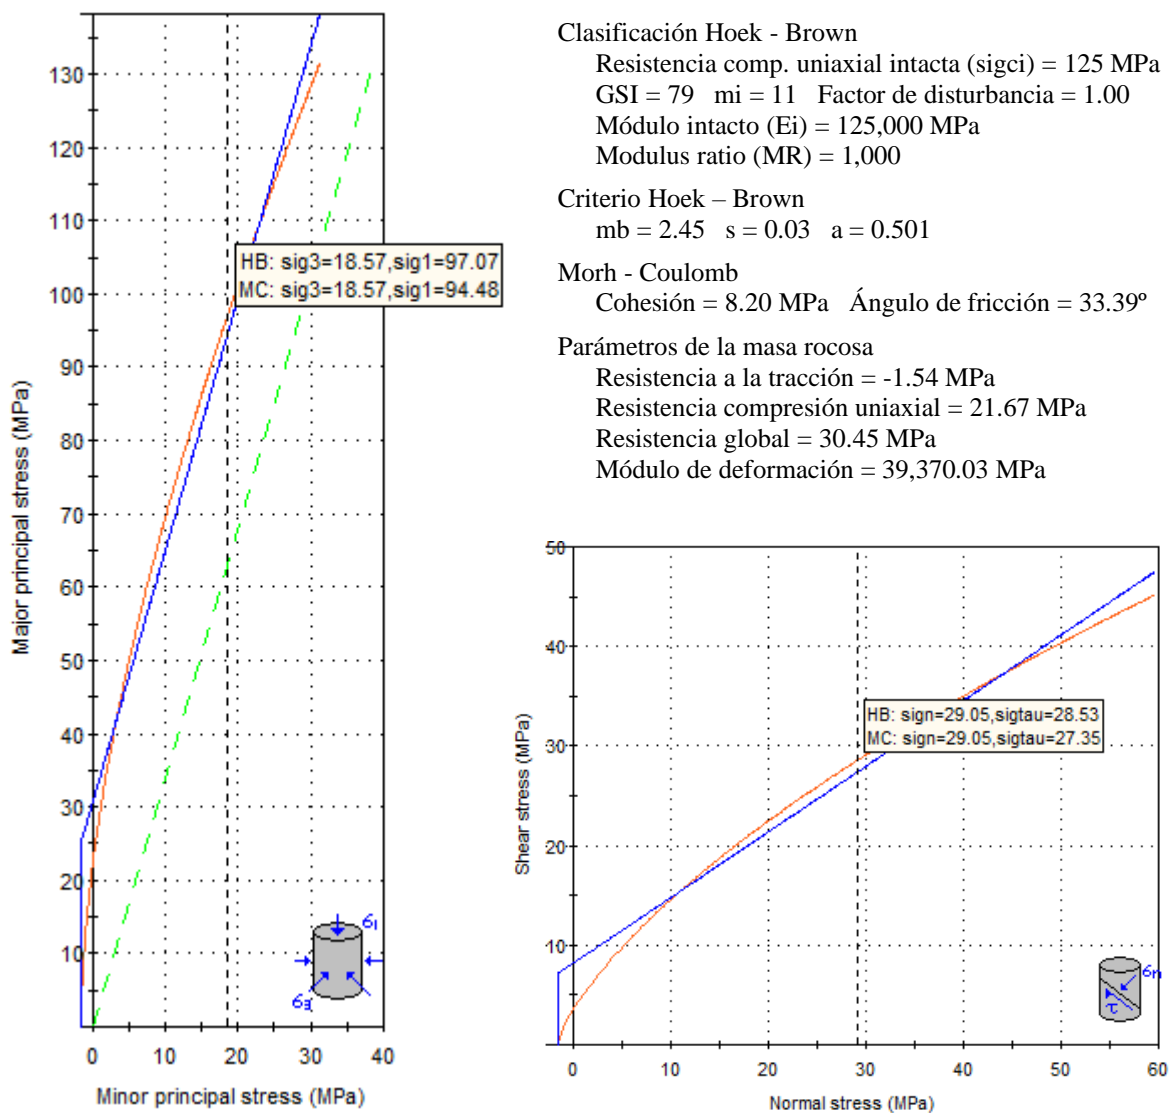 Clasificación Hoek - Brown
Resistencia comp. uniaxial intacta (sigci) = 125 MPa
GSI = 79 mi = 11 Factor de disturbancia = 1.00
Módulo intacto (Ei) = 125,000 MPa
Modulus ratio (MR) = 1,000
Criterio Hoek – Brown
mb = 2.45 s = 0.03 a = 0.501
Morh - Coulomb
Cohesión = 8.20 MPa Ángulo de fricción = 33.39º
Parámetros de la masa rocosa
Resistencia a la tracción = -1.54 MPa
Resistencia compresión uniaxial = 21.67 MPa
Resistencia global = 30.45 MPa
Módulo de deformación = 39,370.03 MPa
Major principal stress (MPa)
130
120
110
100
90
80
70
60
50
40
30
20
10
HB: sig3=18.57,sig1=97.07
MC: sig3=18.57,sig1=94.48
σ1
σ3
0 10 20 30 40
Minor principal stress (MPa)
Shear stress (MPa)
50
40
30
20
10
HB: sign=29.05,sigtau=28.53
MC: sign=29.05,sigtau=27.35
σn
τ
0 10 20 30 40 50 60
Normal stress (MPa)